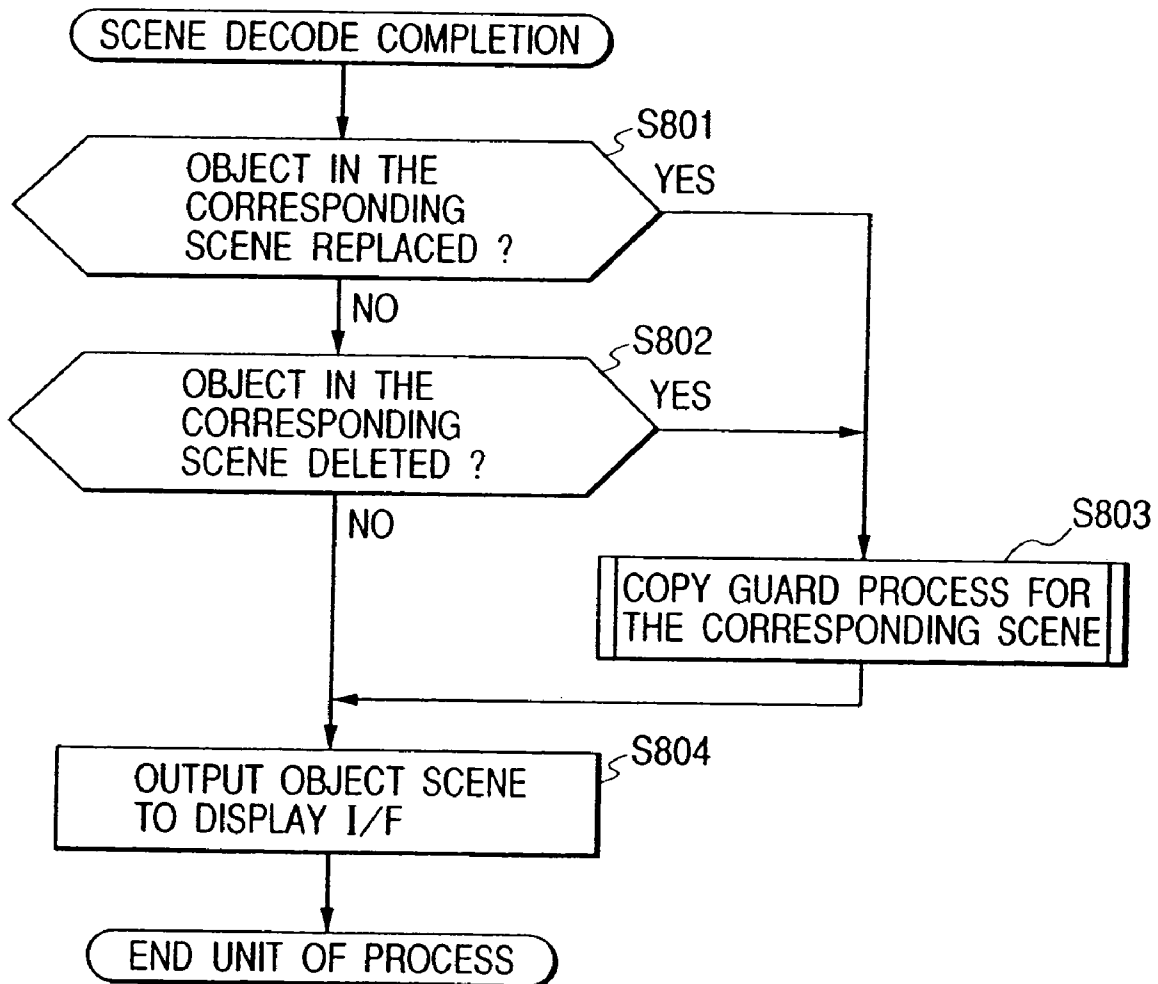 SCENE DECODE COMPLETION
S801
OBJECT IN THE
CORRESPONDING
SCENE REPLACED ?
YES
NO
S802
OBJECT IN THE
CORRESPONDING
SCENE DELETED ?
YES
NO
S803
COPY GUARD PROCESS FOR
THE CORRESPONDING SCENE
S804
OUTPUT OBJECT SCENE
TO DISPLAY I/F
END UNIT OF PROCESS